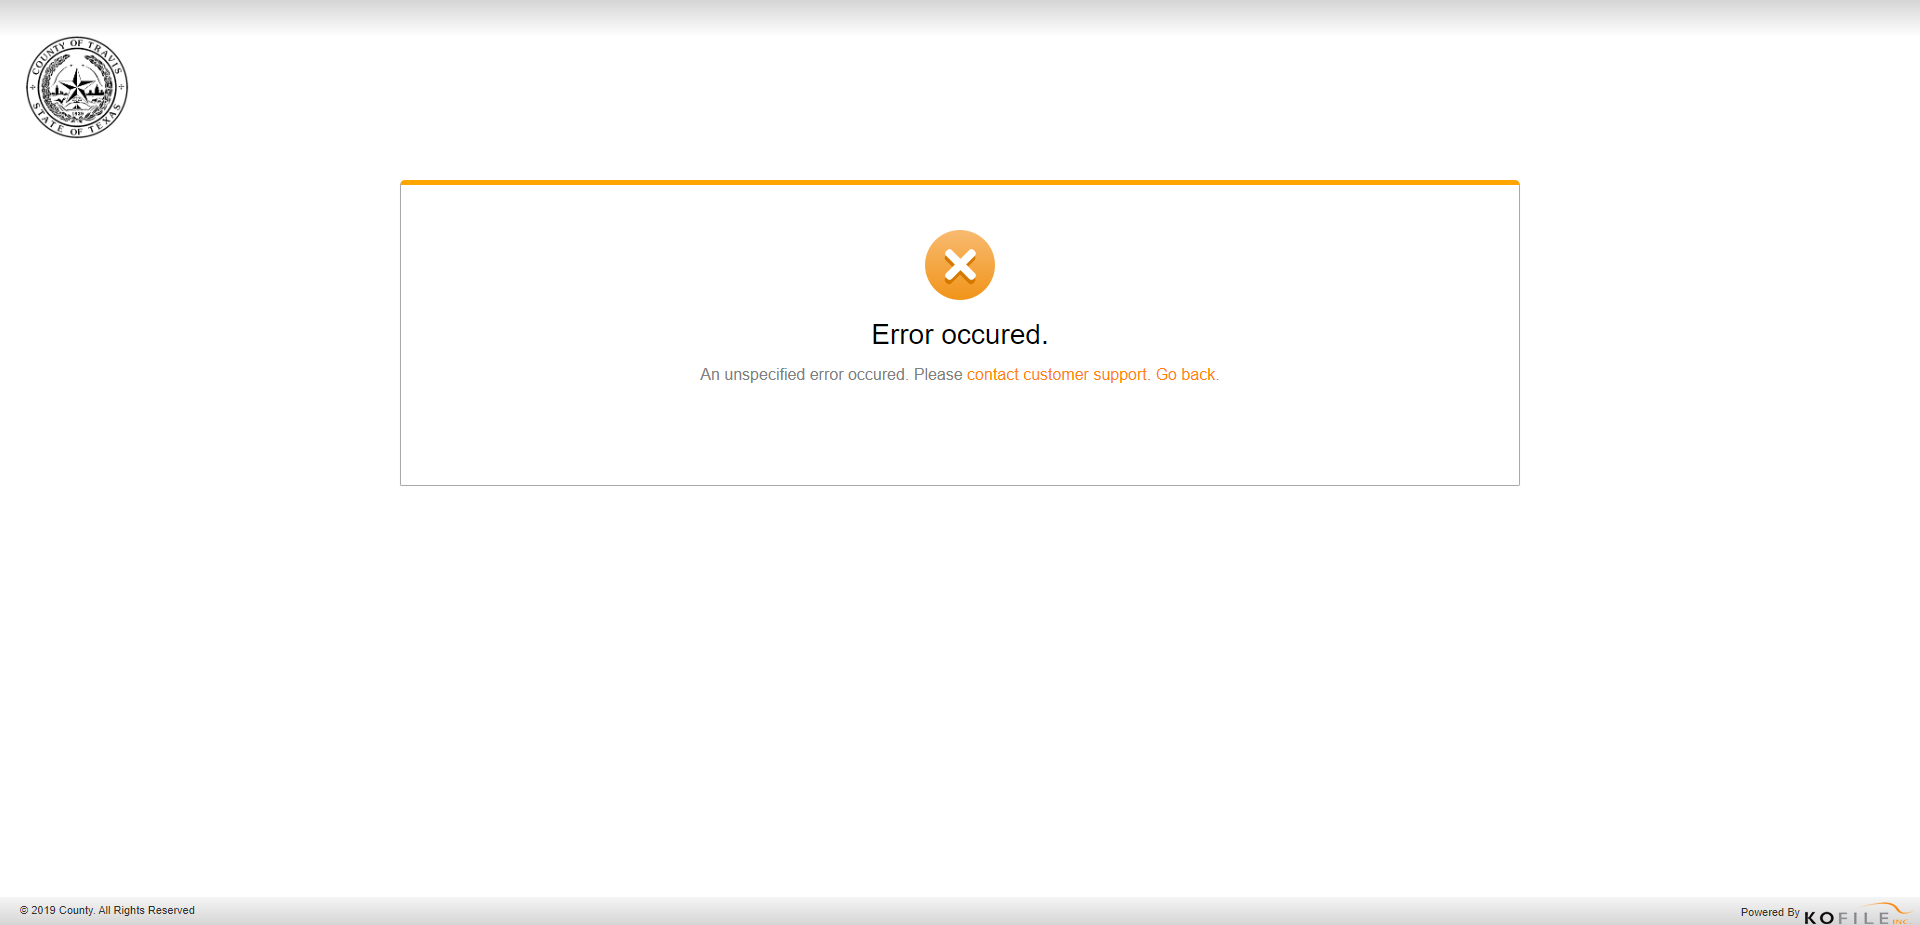 COUNTY OF TRAVIS
STATE OF TEXAS
Error occured.
An unspecified error occured. Please contact customer support. Go back.
© 2019 County. All Rights Reserved
Powered By KOFILE INC.